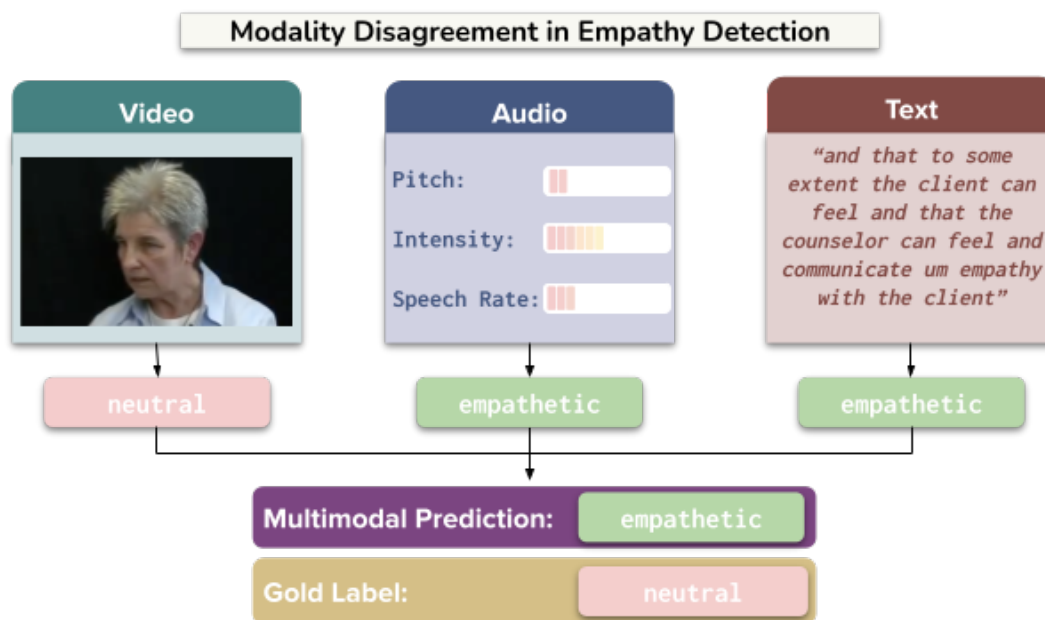 Modality Disagreement in Empathy Detection
Video
Audio
Pitch:
Intensity:
Speech Rate:
Text
“and that to some
extent the client can
feel and that the
counselor can feel and
communicate um empathy
with the client”
neutral
empathetic
empathetic
Multimodal Prediction: empathetic
Gold Label: neutral